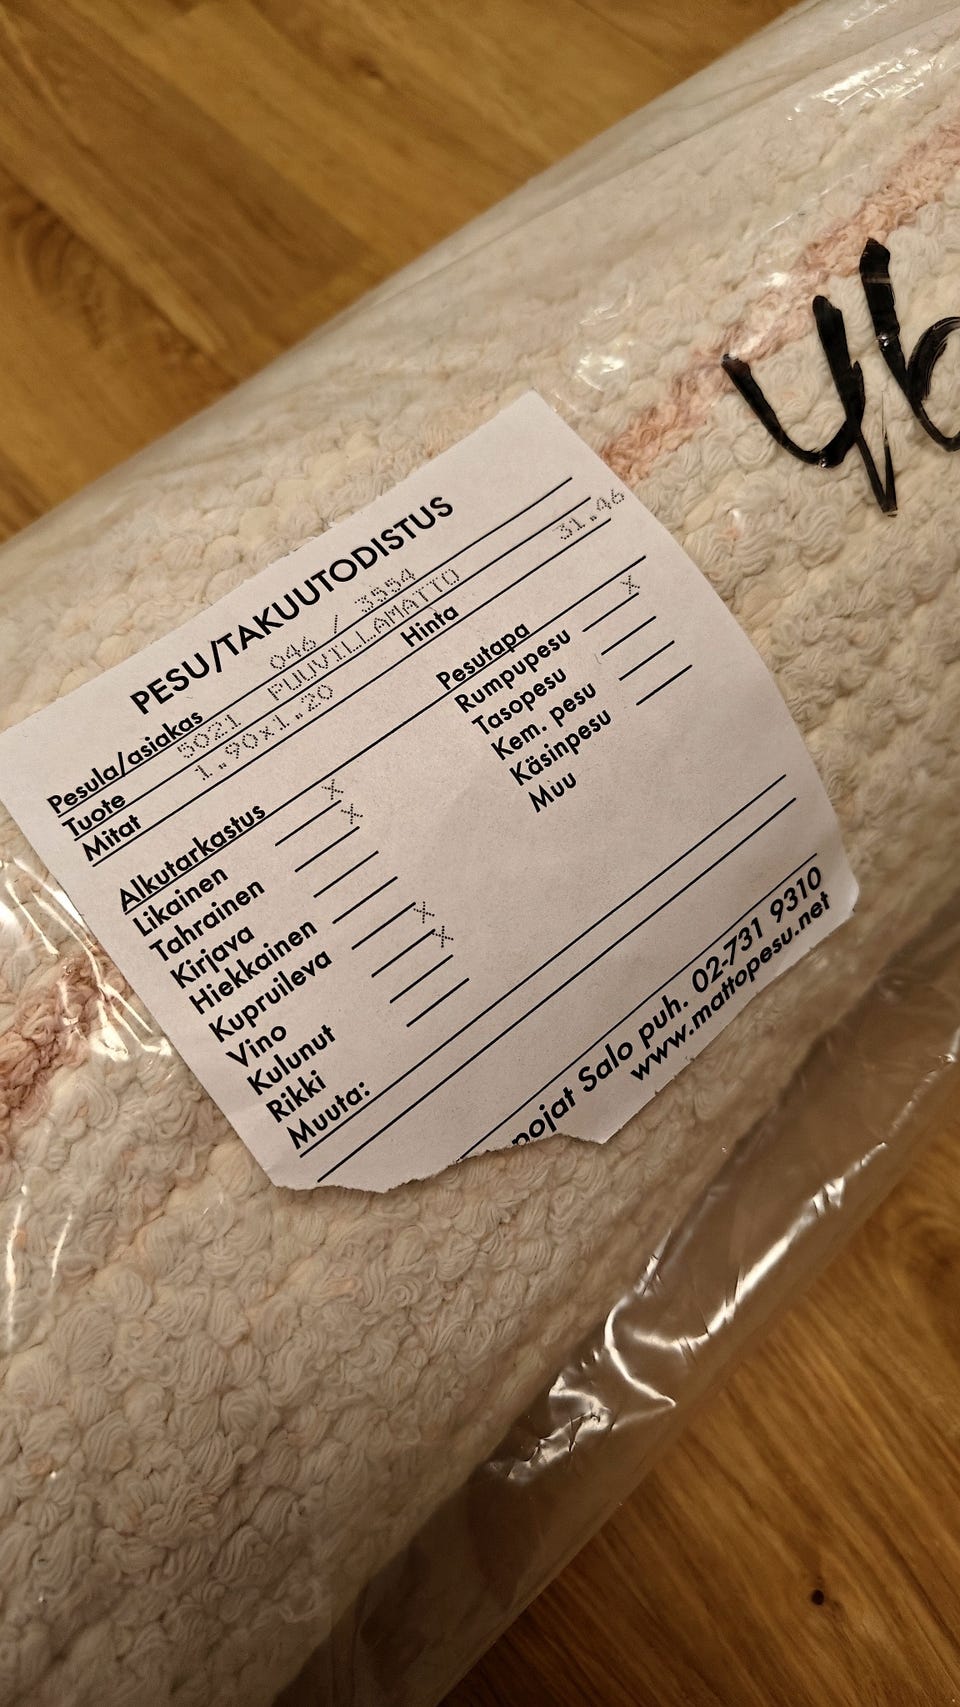 46
PESU/TAKUUTODISTUS
Pesula/asiakas 046 / 3554
Tuote 5021 PUUVILLAMATTO
Mitat 1.90x1.20 Hinta 31.46
Alkutarkastus
Likainen X
Tahrainen X
Kirjava
Hiekkainen
Kupruileva
Vino X
Kulunut X
Rikki
Muuta:
Pesutapa
Rumpupesu X
Tasopesu
Kem. pesu
Käsinpesu
Muu
pojat Salo puh. 02-731 9310
www.mattopesu.net